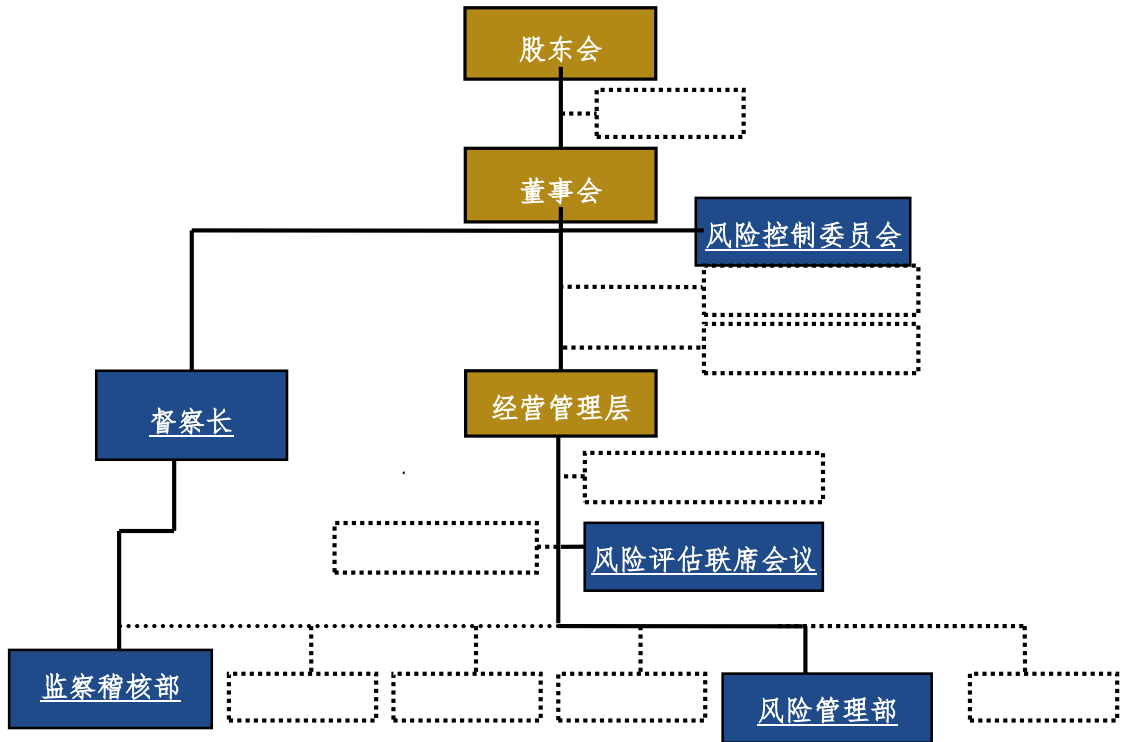 股东会
董事会
风险控制委员会
督察长
经营管理层
风险评估联席会议
监察稽核部
风险管理部